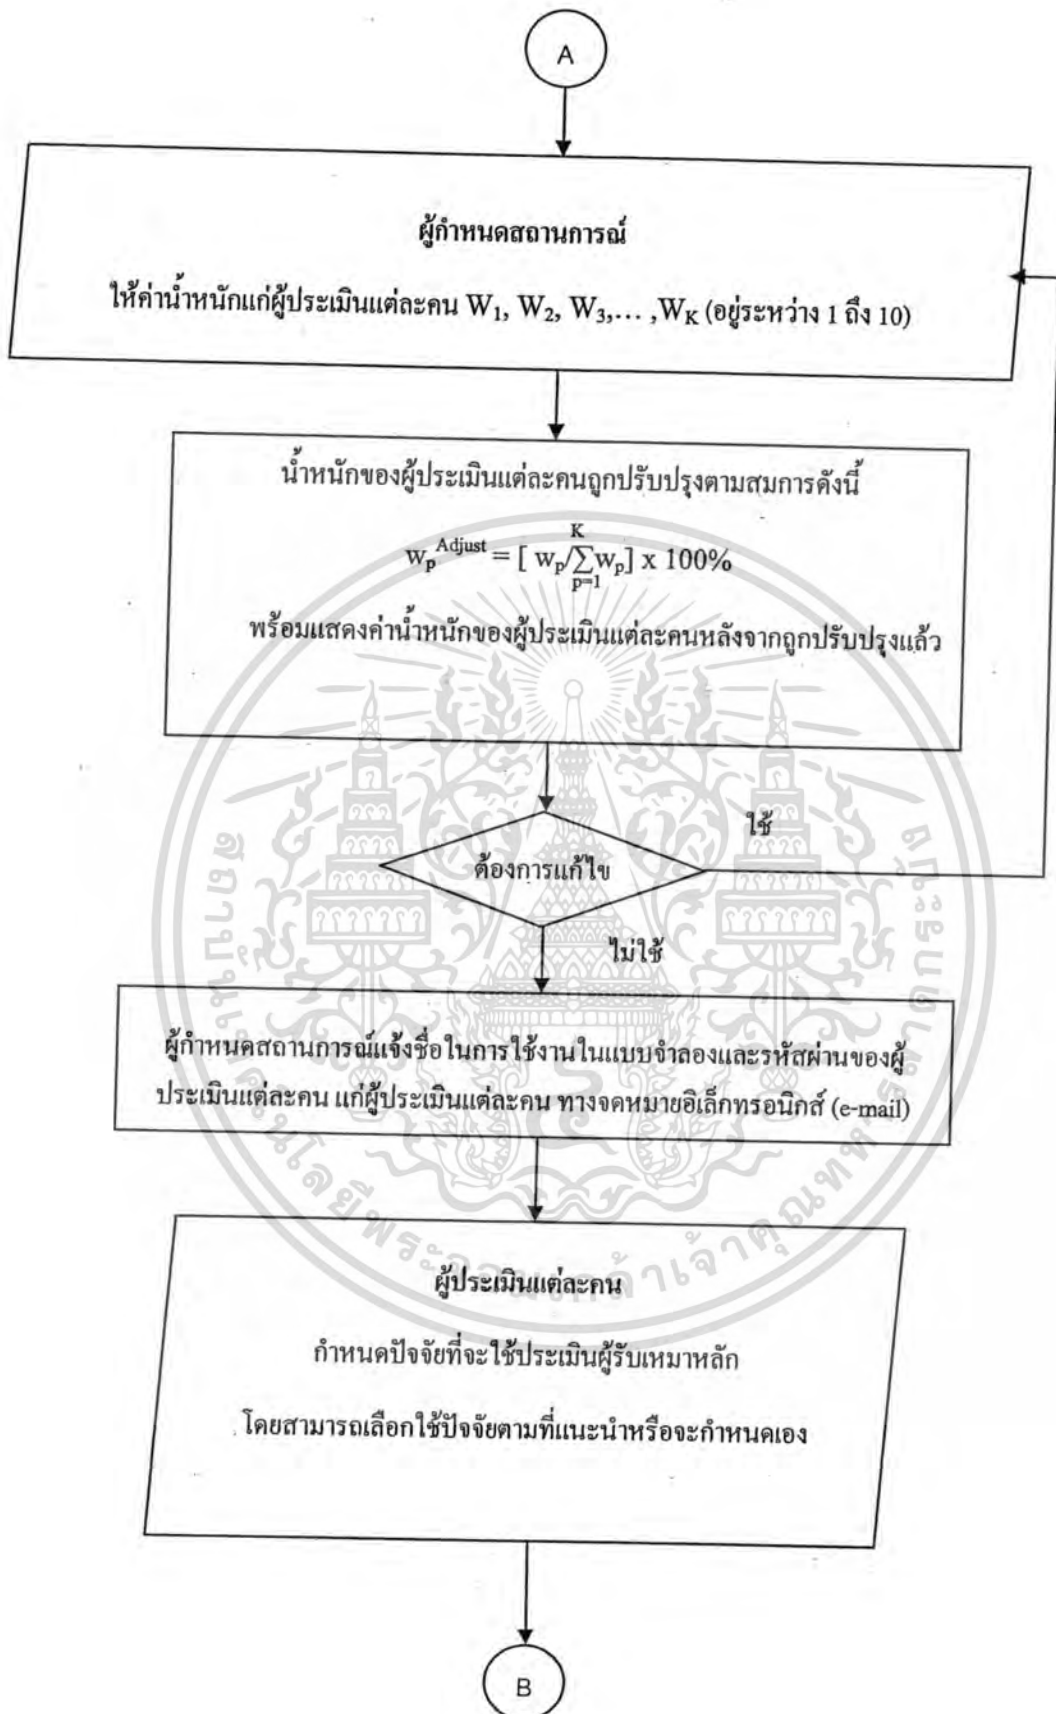 A
ผู้กำหนดสถานการณ์
ให้ค่าน้ำหนักแก่ผู้ประเมินแต่ละคน W₁, W₂, W₃,… ,W_K (อยู่ระหว่าง 1 ถึง 10)
น้ำหนักของผู้ประเมินแต่ละคนถูกปรับปรุงตามสมการดังนี้
w_p^Adjust = [ w_p/∑_{p=1}^{K} w_p] x 100%
พร้อมแสดงค่าน้ำหนักของผู้ประเมินแต่ละคนหลังจากถูกปรับปรุงแล้ว
ใช้
ต้องการแก้ไข
ไม่ใช้
ผู้กำหนดสถานการณ์แจ้งชื่อในการใช้งานในแบบจำลองและรหัสผ่านของผู้
ประเมินแต่ละคน แก่ผู้ประเมินแต่ละคน ทางจดหมายอิเล็กทรอนิกส์ (e-mail)
ผู้ประเมินแต่ละคน
กำหนดปัจจัยที่จะใช้ประเมินผู้รับเหมาหลัก
โดยสามารถเลือกใช้ปัจจัยตามที่แนะนำหรือจะกำหนดเอง
B